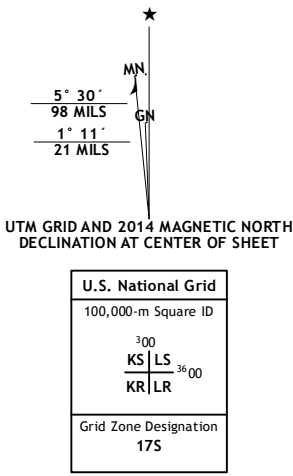 ★
MN
GN
5° 30´
98 MILS
1° 11´
21 MILS
UTM GRID AND 2014 MAGNETIC NORTH
DECLINATION AT CENTER OF SHEET
U.S. National Grid
100,000-m Square ID
300
KS LS
3600
KR LR
Grid Zone Designation
17S